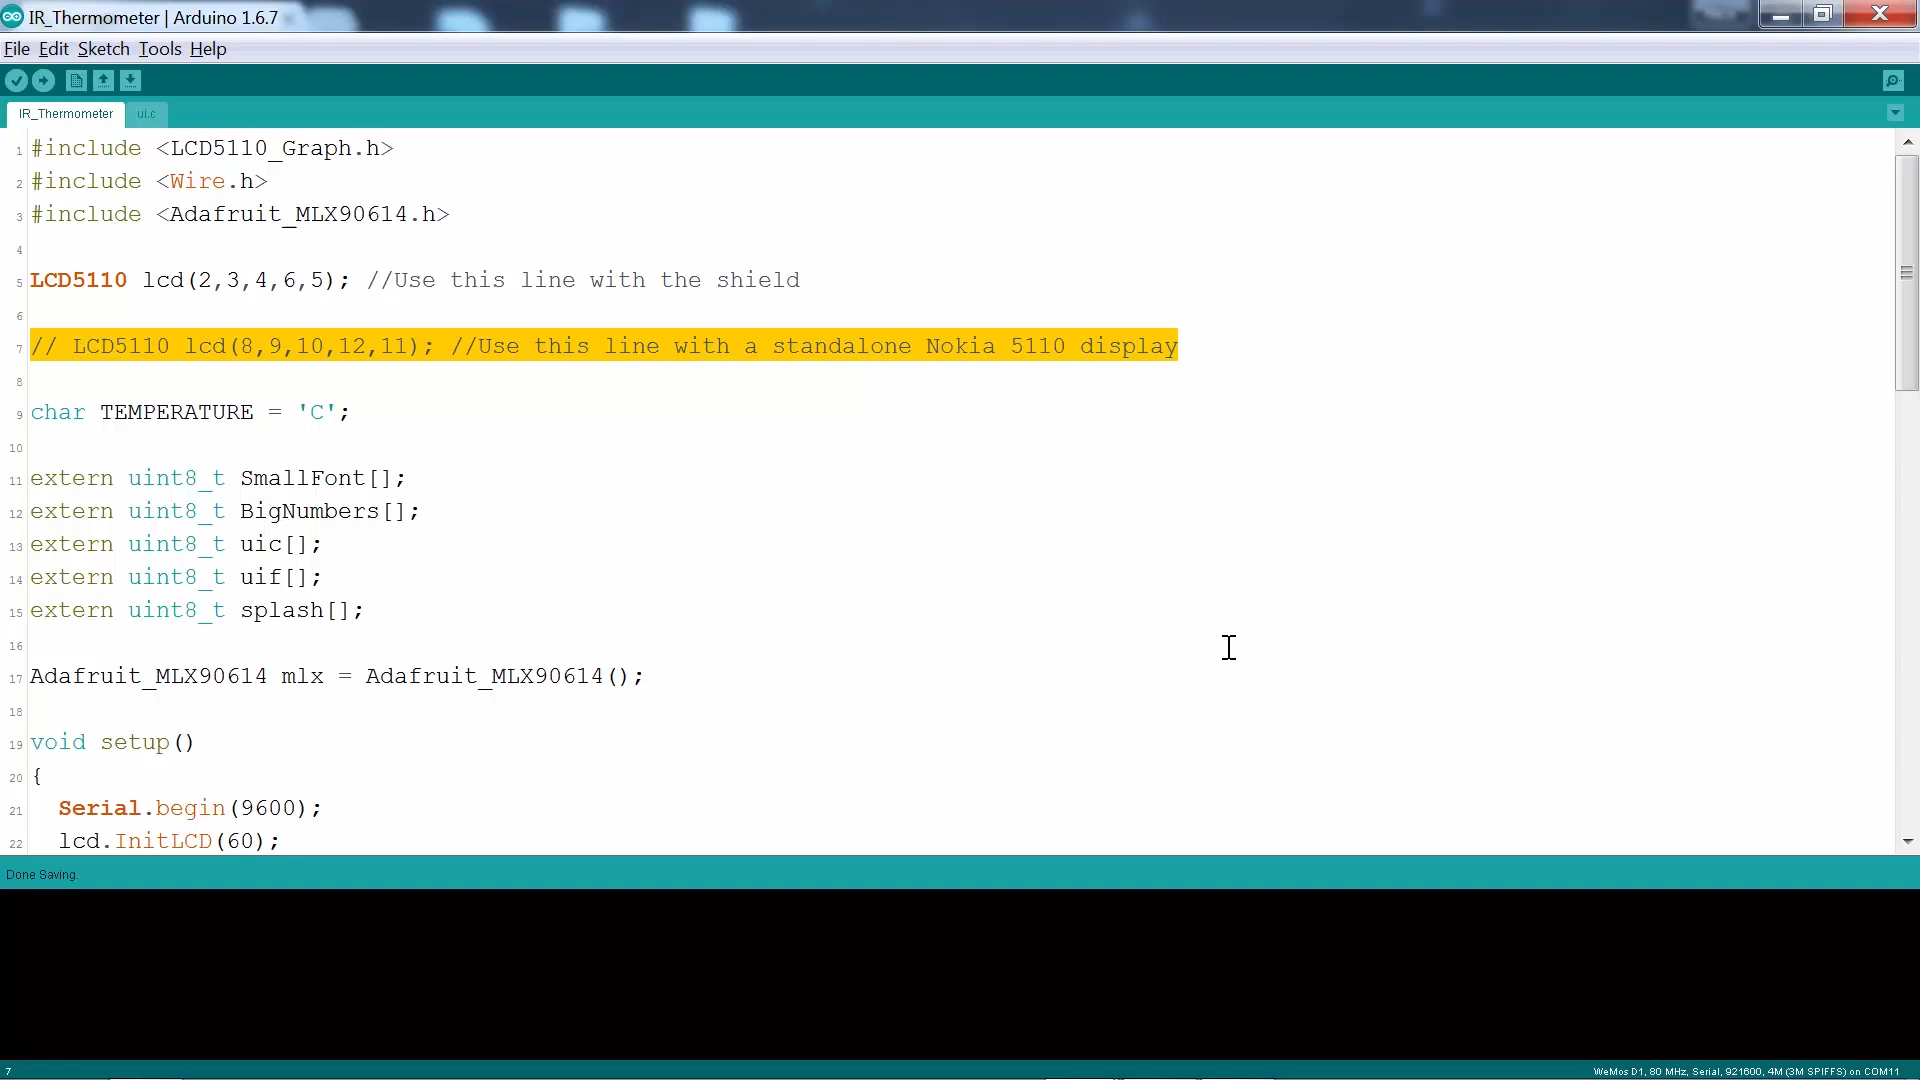 IR_Thermometer | Arduino 1.6.7
File Edit Sketch Tools Help
IR_Thermometer ui.c
1 #include <LCD5110_Graph.h>
2 #include <Wire.h>
3 #include <Adafruit_MLX90614.h>
4
5 LCD5110 lcd(2,3,4,6,5); //Use this line with the shield
6
7 // LCD5110 lcd(8,9,10,12,11); //Use this line with a standalone Nokia 5110 display
8
9 char TEMPERATURE = 'C';
10
11 extern uint8_t SmallFont[];
12 extern uint8_t BigNumbers[];
13 extern uint8_t uic[];
14 extern uint8_t uif[];
15 extern uint8_t splash[];
16
17 Adafruit_MLX90614 mlx = Adafruit_MLX90614();
18
19 void setup()
20 {
21 Serial.begin(9600);
22 lcd.InitLCD(60);
Done Saving.
7 WeMos D1, 80 MHz, Serial, 921600, 4M (3M SPIFFS) on COM11